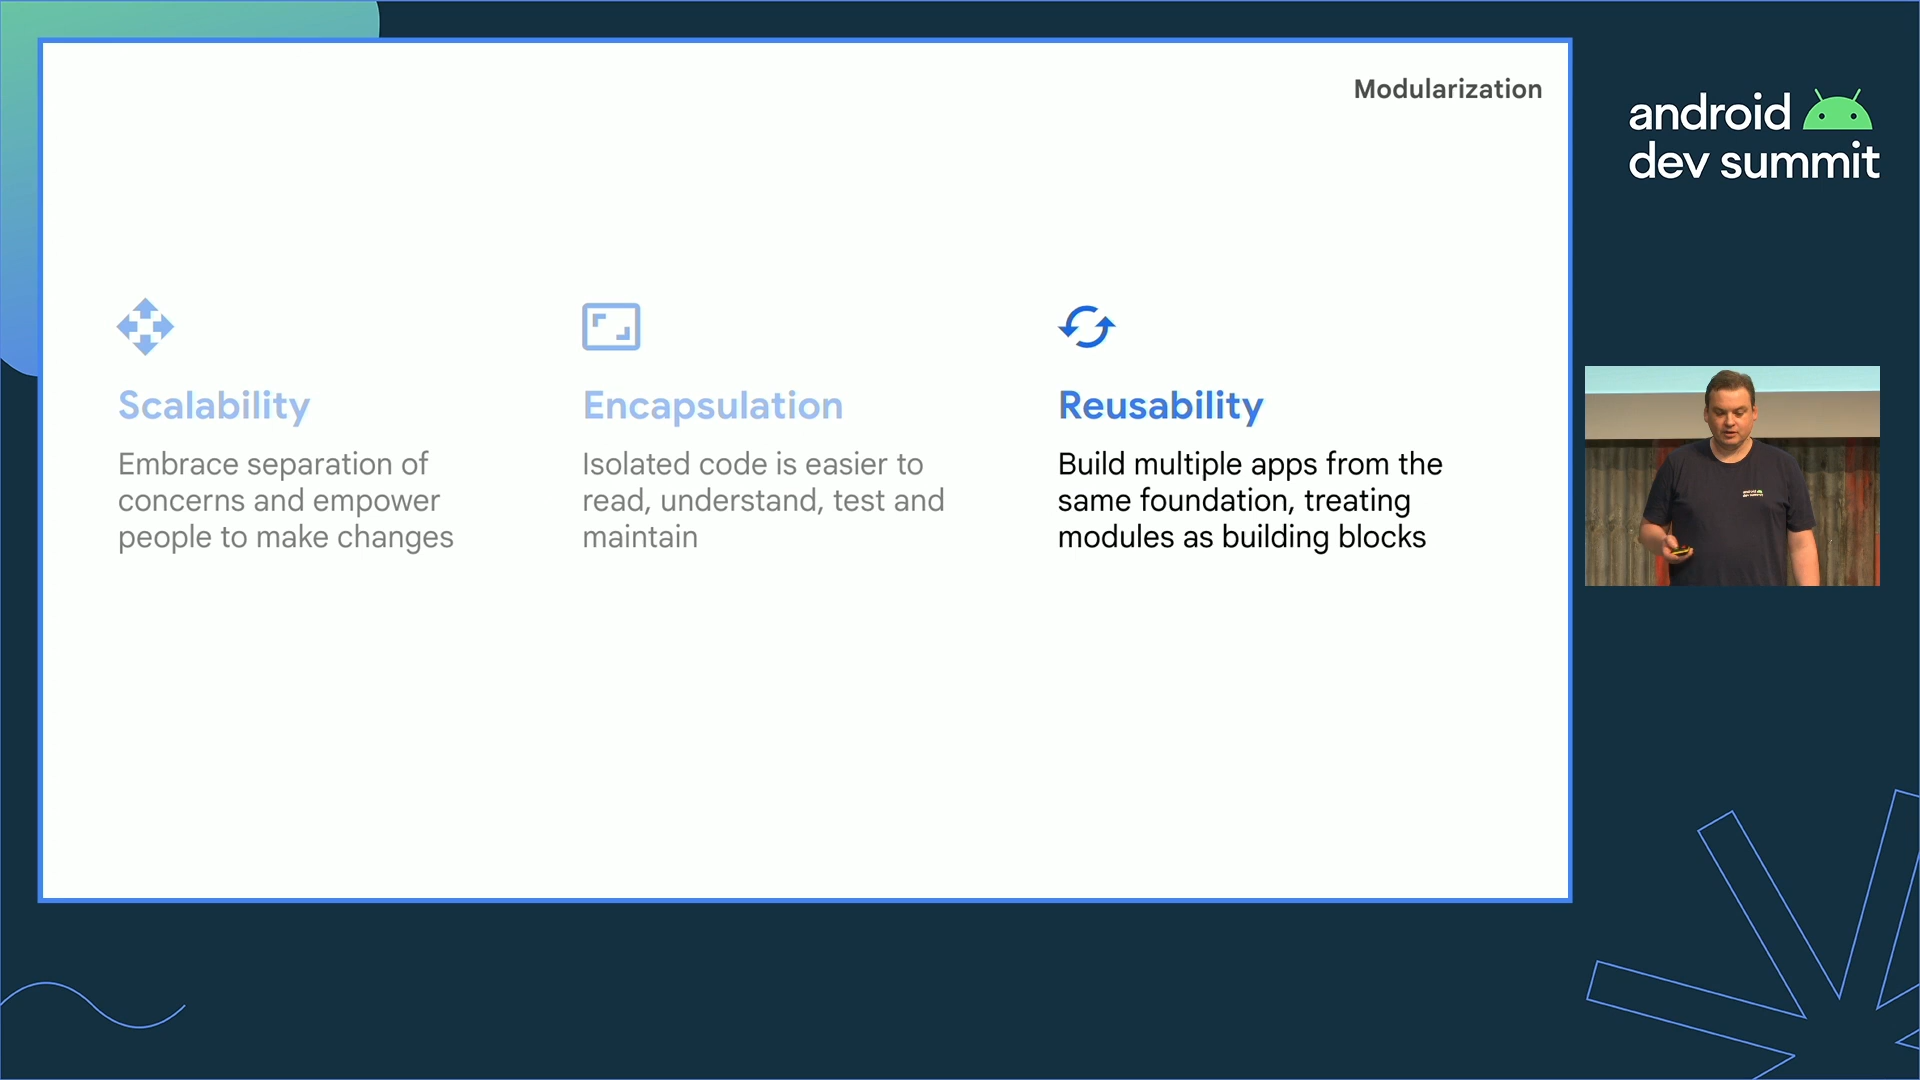 Modularization
android
dev summit
Scalability
Embrace separation of
concerns and empower
people to make changes
Encapsulation
Isolated code is easier to
read, understand, test and
maintain
Reusability
Build multiple apps from the
same foundation, treating
modules as building blocks